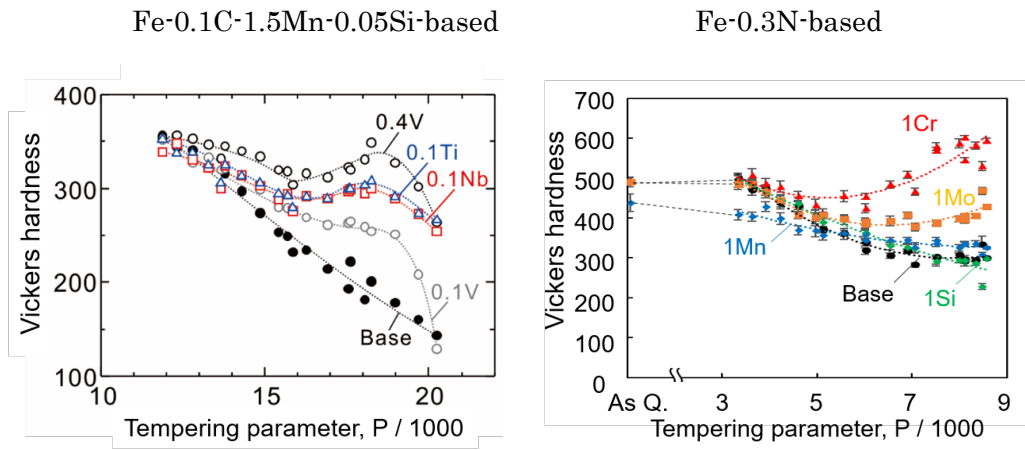 Fe-0.1C-1.5Mn-0.05Si-based
Fe-0.3N-based
Vickers hardness
400
300
200
100
0.4V
0.1Ti
0.1Nb
0.1V
Base
10
15
20
Tempering parameter, P / 1000
Vickers hardness
700
600
500
400
300
200
100
0
1Cr
1Mo
1Mn
Base
1Si
As Q.
3
5
7
9
Tempering parameter, P / 1000